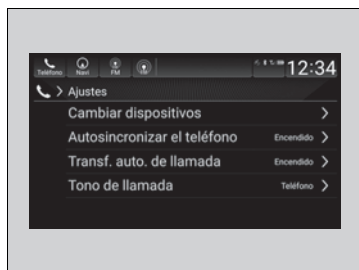 Teléfono Navi FM 12:34
Ajustes
Cambiar dispositivos
Autosincronizar el teléfono Encendido
Transf. auto. de llamada Encendido
Tono de llamada Teléfono